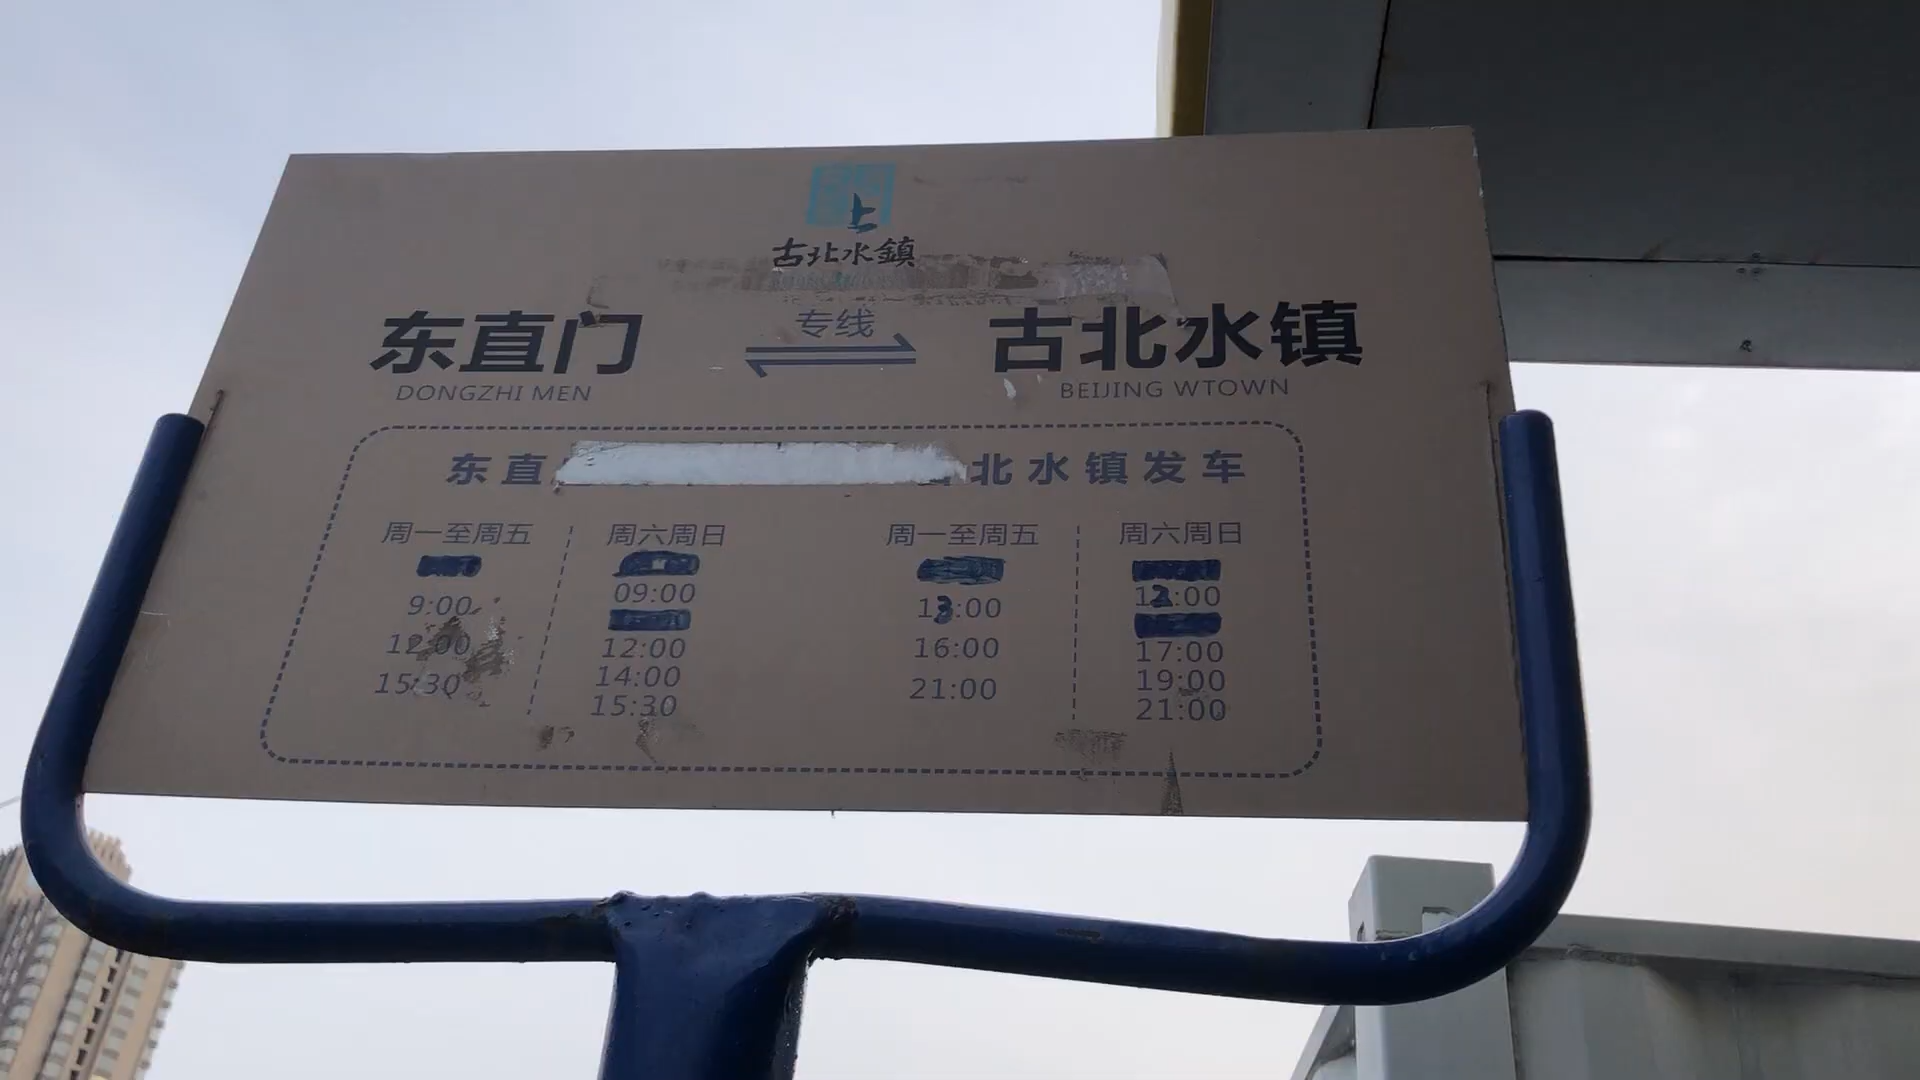 古北水鎮
东直门 专线 古北水镇
DONGZHI MEN BEIJING WTOWN
东直 北水镇发车
周一至周五 周六周日 周一至周五 周六周日
9:00 09:00 13:00 12:00
12:00 12:00 16:00 17:00
15:30 14:00 21:00 19:00
15:30 21:00